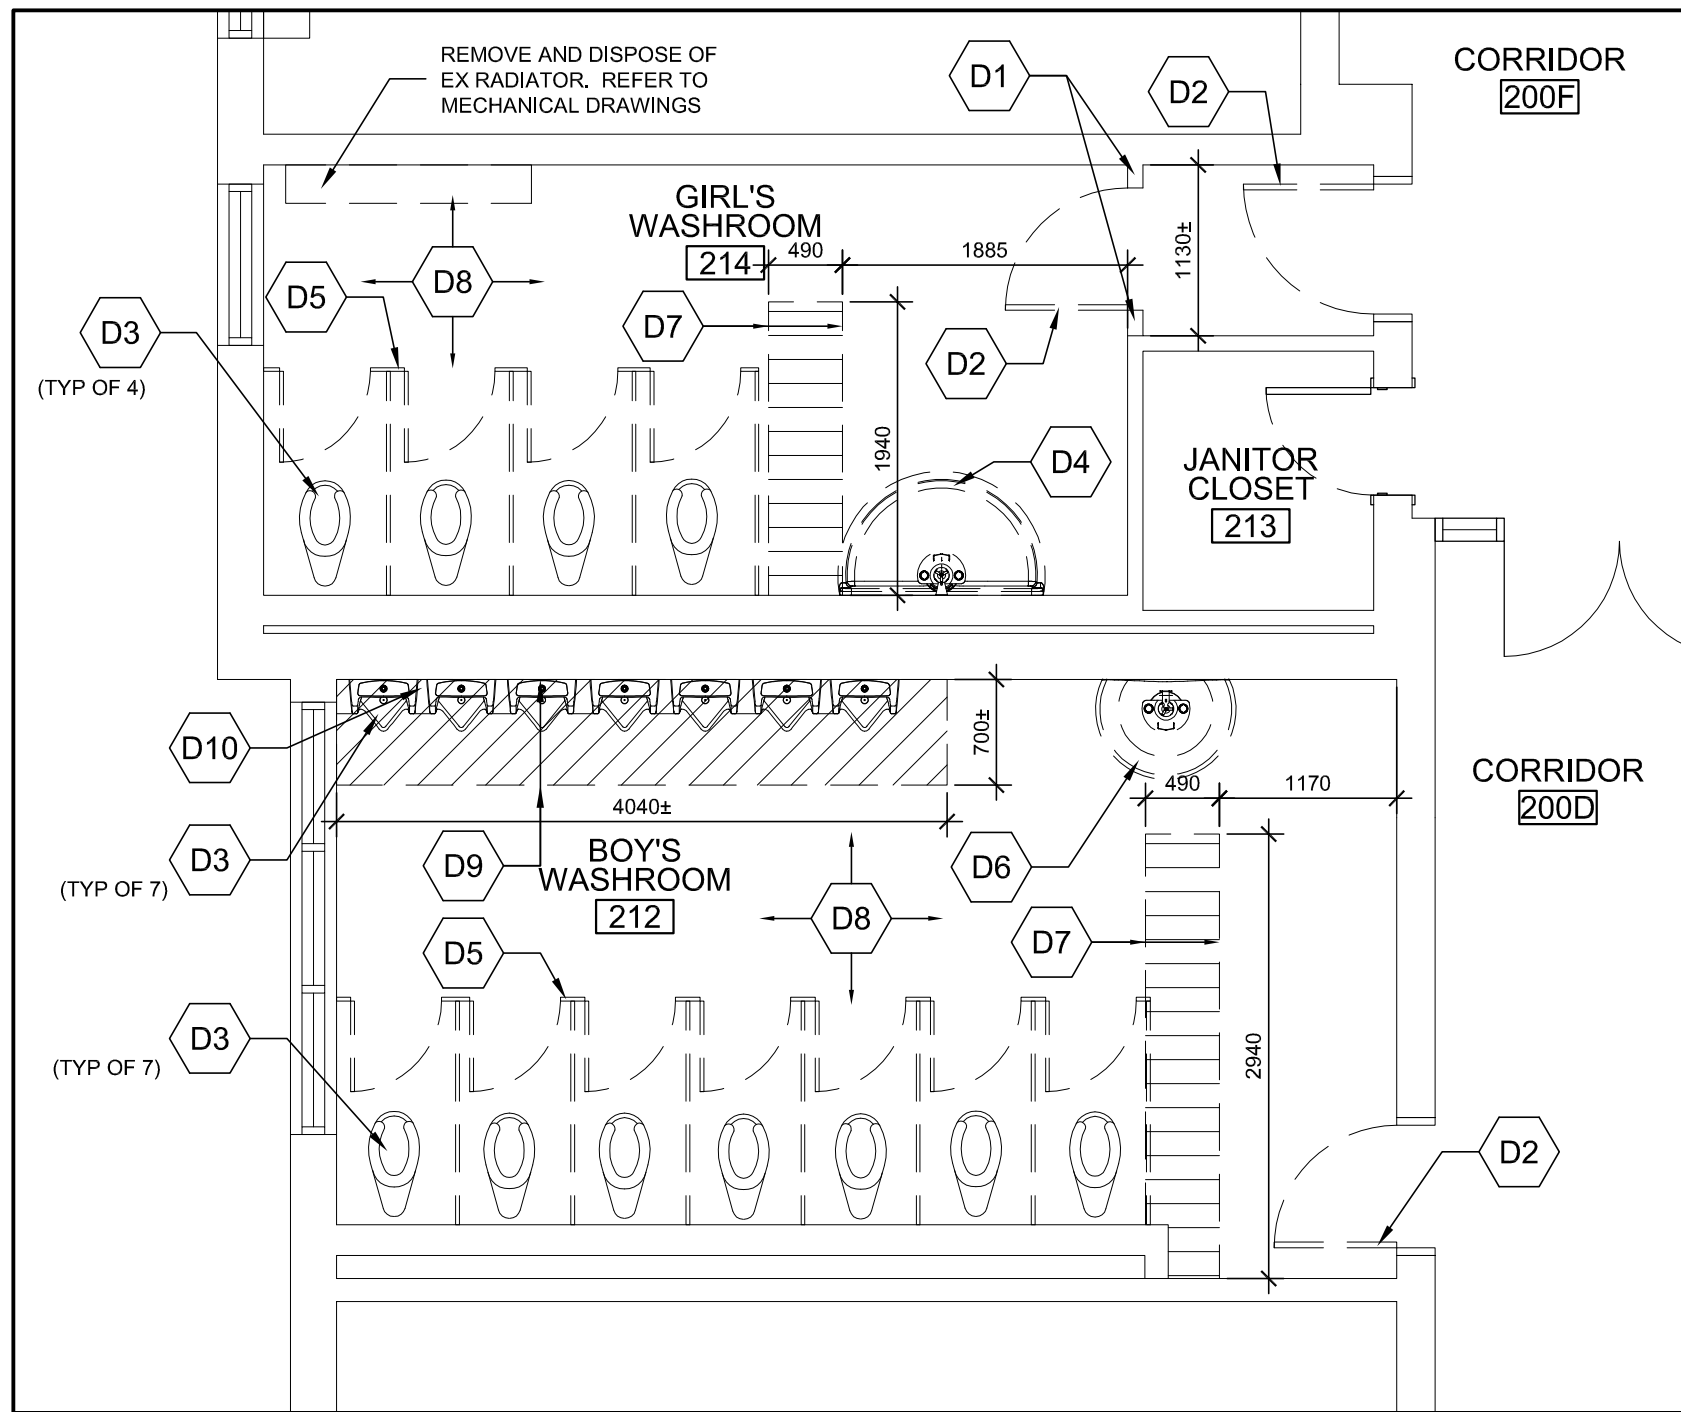 REMOVE AND DISPOSE OF
EX RADIATOR. REFER TO
MECHANICAL DRAWINGS
D1
D2
CORRIDOR
200F
GIRL'S
WASHROOM
214
490
1885
1130±
D5
D8
D7
D3
(TYP OF 4)
D2
1940
D4
JANITOR
CLOSET
213
D10
700±
490
1170
4040±
CORRIDOR
200D
D3
(TYP OF 7)
D9
BOY'S
WASHROOM
212
D6
D8
D5
D7
D3
(TYP OF 7)
2940
D2